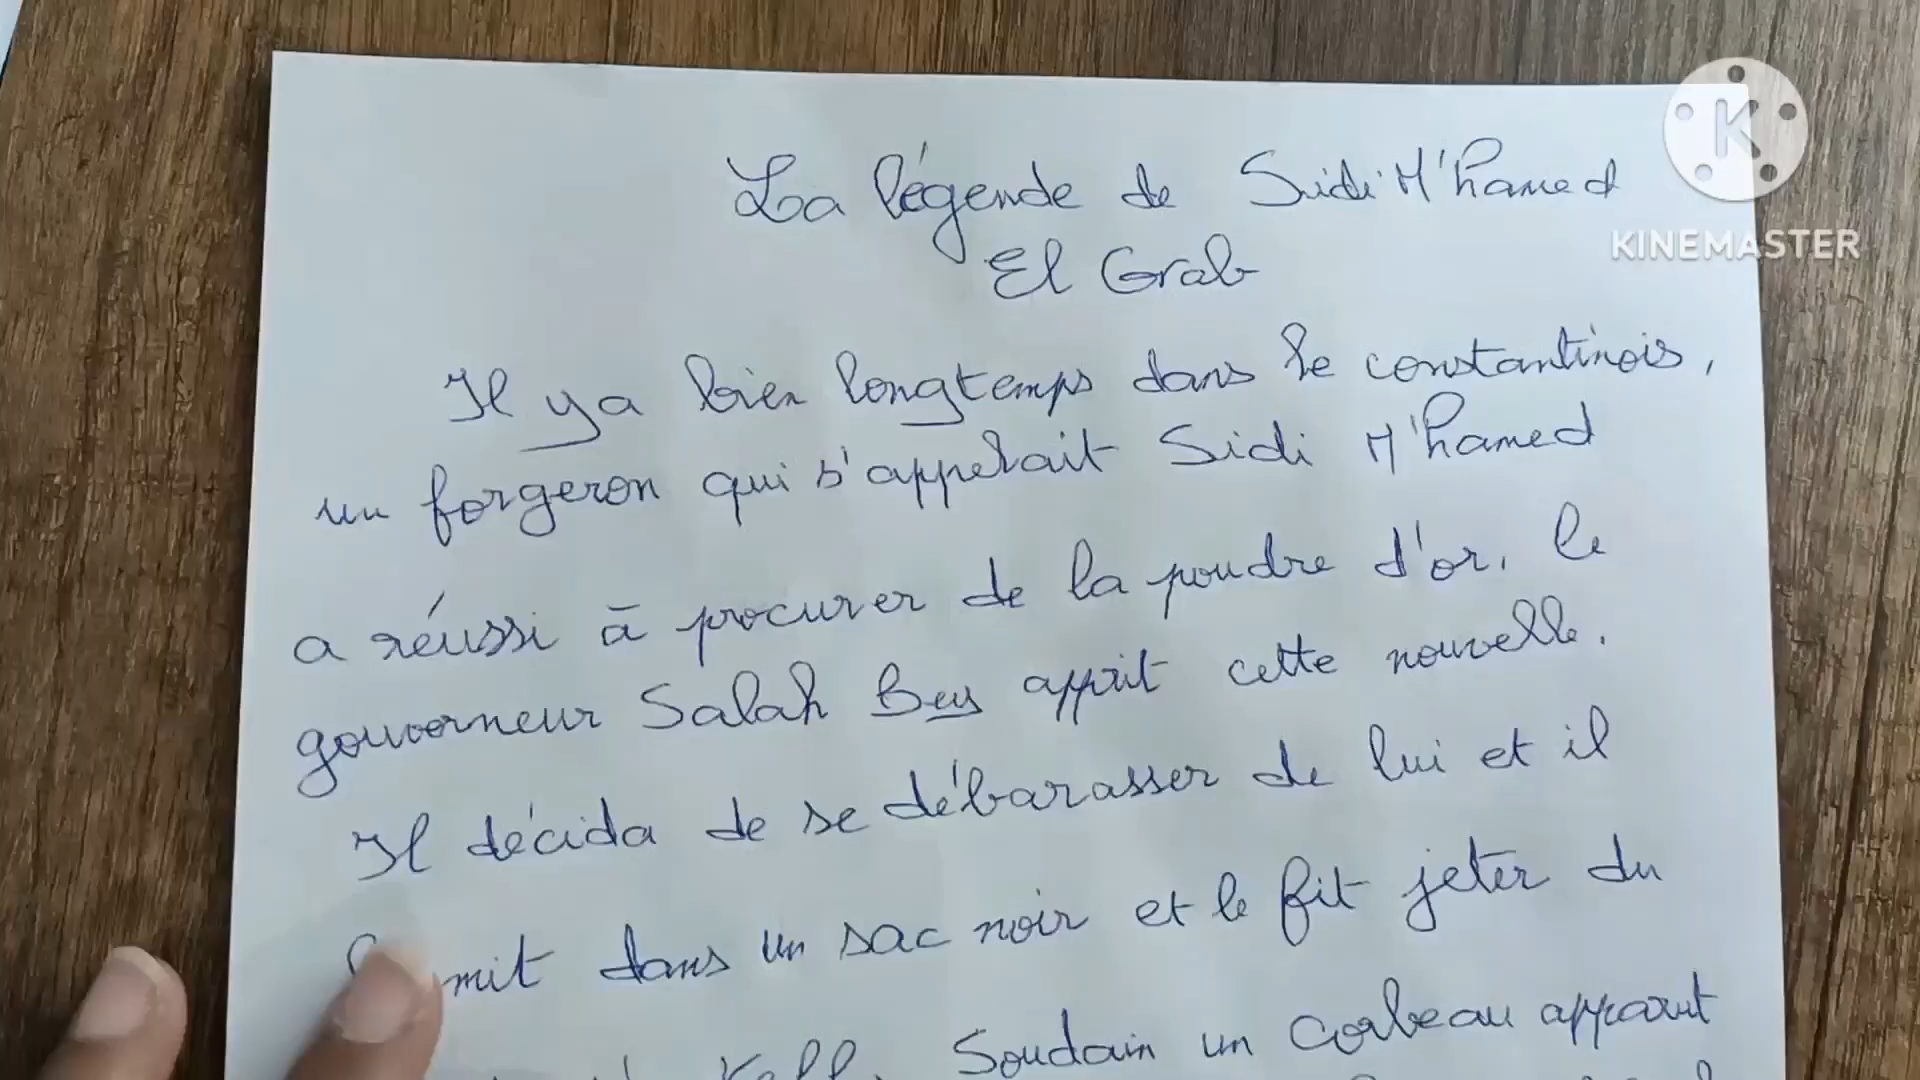 La légende de Sidi M'hamed
El Grab
KINEMASTER
Il ya bien longtemps dans le constantinois,
un forgeron qui s'appelait Sidi M'hamed
a réussi à procurer de la poudre d'or. le
gouverneur Salah Bey apprit cette nouvelle.
Il décida de se débarasser de lui et il
mit dans un sac noir et le fit jeter du
Soudain un corbeau apparut